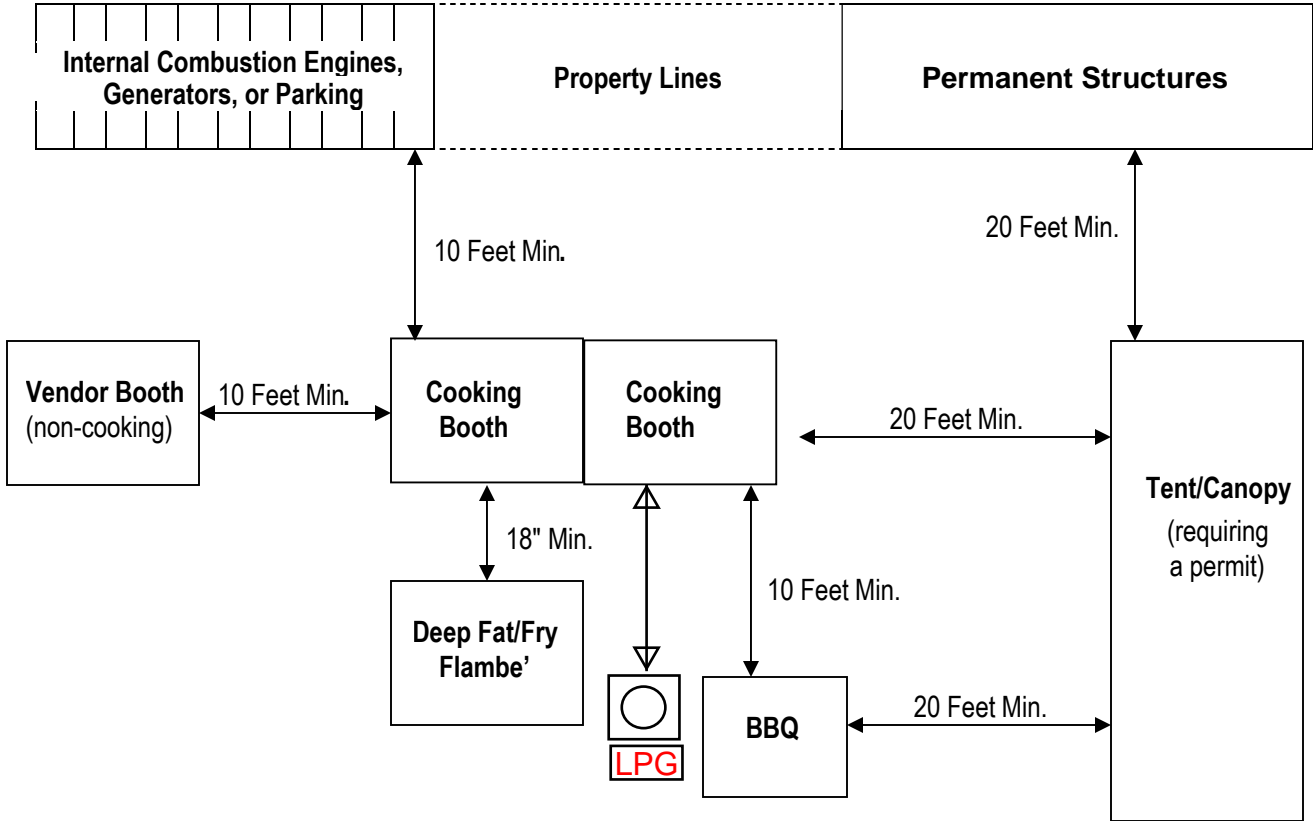 Internal Combustion Engines,
Generators, or Parking
Property Lines
Permanent Structures
10 Feet Min.
20 Feet Min.
Vendor Booth
(non-cooking)
10 Feet Min.
Cooking
Booth
Cooking
Booth
20 Feet Min.
Tent/Canopy
(requiring
a permit)
18" Min.
10 Feet Min.
Deep Fat/Fry
Flambe’
LPG
BBQ
20 Feet Min.